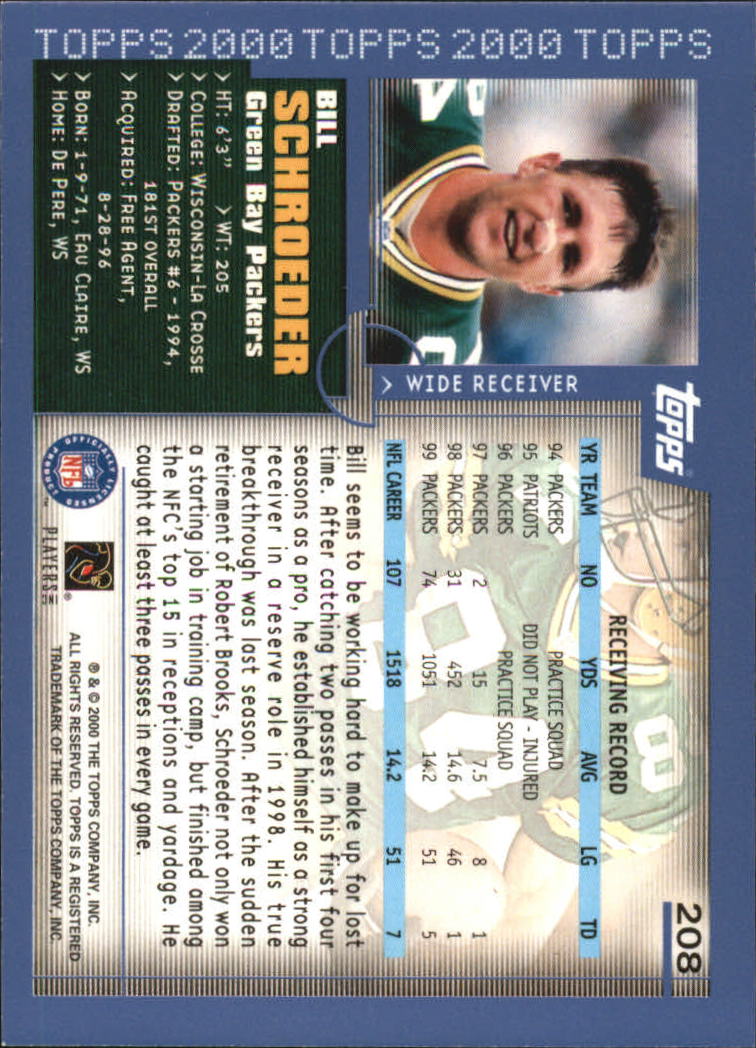 TOPPS 2000 TOPPS 2000 TOPPS
topps
208
WIDE RECEIVER
BILL
SCHROEDER
Green Bay Packers
> HT: 6'3" > WT: 205
> COLLEGE: WISCONSIN-LA CROSSE
> DRAFTED: PACKERS #6 - 1994,
181ST OVERALL
> ACQUIRED: FREE AGENT,
8-28-96
> BORN: 1-9-71, EAU CLAIRE, WS
> HOME: DE PERE, WS
RECEIVING RECORD
YR TEAM NO YDS AVG LG TD
94 PACKERS PRACTICE SQUAD
95 PATRIOTS DID NOT PLAY - INJURED
96 PACKERS PRACTICE SQUAD
97 PACKERS 2 15 7.5 8 1
98 PACKERS 31 452 14.6 46 1
99 PACKERS 74 1051 14.2 51 5
NFL CAREER 107 1518 14.2 51 7
Bill seems to be working hard to make up for lost
time. After catching two passes in his first four
seasons as a pro, he established himself as a strong
receiver in a reserve role in 1998. His true
breakthrough was last season. After the sudden
retirement of Robert Brooks, Schroeder not only won
a starting job in training camp, but finished among
the NFC's top 15 in receptions and yardage. He
caught at least three passes in every game.
OFFICIALLY LICENSED PRODUCT
NFL
PLAYERS INC
® & © 2000 THE TOPPS COMPANY, INC.
ALL RIGHTS RESERVED. TOPPS IS A REGISTERED
TRADEMARK OF THE TOPPS COMPANY, INC.